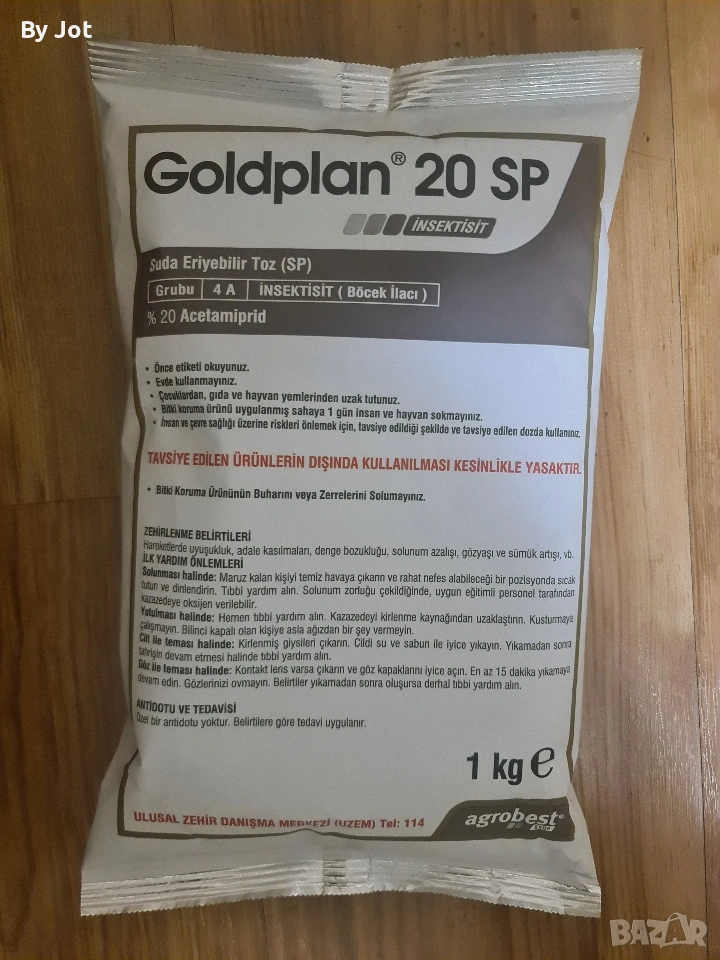 By Jot
Goldplan® 20 SP
İNSEKTİSİT
Suda Eriyebilir Toz (SP)
Grubu 4 A İNSEKTİSİT ( Böcek İlacı )
% 20 Acetamiprid
• Önce etiketi okuyunuz.
• Evde kullanmayınız.
• Çocuklardan, gıda ve hayvan yemlerinden uzak tutunuz.
• Bitki koruma ürünü uygulanmış sahaya 1 gün insan ve hayvan sokmayınız.
• İnsan ve çevre sağlığı üzerine riskleri önlemek için, tavsiye edildiği şekilde ve tavsiye edilen dozda kullanınız.
TAVSİYE EDİLEN ÜRÜNLERİN DIŞINDA KULLANILMASI KESİNLİKLE YASAKTIR.
• Bitki Koruma Ürününün Buharını veya Zerrelerini Solumayınız.
ZEHİRLENME BELİRTİLERİ
Hareketlerde uyuşukluk, adale kasılmaları, denge bozukluğu, solunum azalışı, gözyaşı ve sümük artışı, vb.
İLK YARDIM ÖNLEMLERİ
Solunması halinde: Maruz kalan kişiyi temiz havaya çıkarın ve rahat nefes alabileceği bir pozisyonda sıcak
tutun ve dinlendirin. Tıbbi yardım alın. Solunum zorluğu çekildiğinde, uygun eğitimli personel tarafından
kazazedeye oksijen verilebilir.
Yutulması halinde: Hemen tıbbi yardım alın. Kazazedeyi kirlenme kaynağından uzaklaştırın. Kusturmaya
çalışmayın. Bilinci kapalı olan kişiye asla ağızdan bir şey vermeyin.
Cilt ile teması halinde: Kirlenmiş giysileri çıkarın. Cildi su ve sabun ile iyice yıkayın. Yıkamadan sonra
tahrişin devam etmesi halinde tıbbi yardım alın.
Göz ile teması halinde: Kontakt lens varsa çıkarın ve göz kapaklarını iyice açın. En az 15 dakika yıkamaya
devam edin. Gözlerinizi ovmayın. Belirtiler yıkamadan sonra oluşursa derhal tıbbi yardım alın.
ANTİDOTU VE TEDAVİSİ
Özel bir antidotu yoktur. Belirtilere göre tedavi uygulanır.
1 kg e
ULUSAL ZEHİR DANIŞMA MERKEZİ (UZEM) Tel: 114
agrobest®
grup
BAZAR